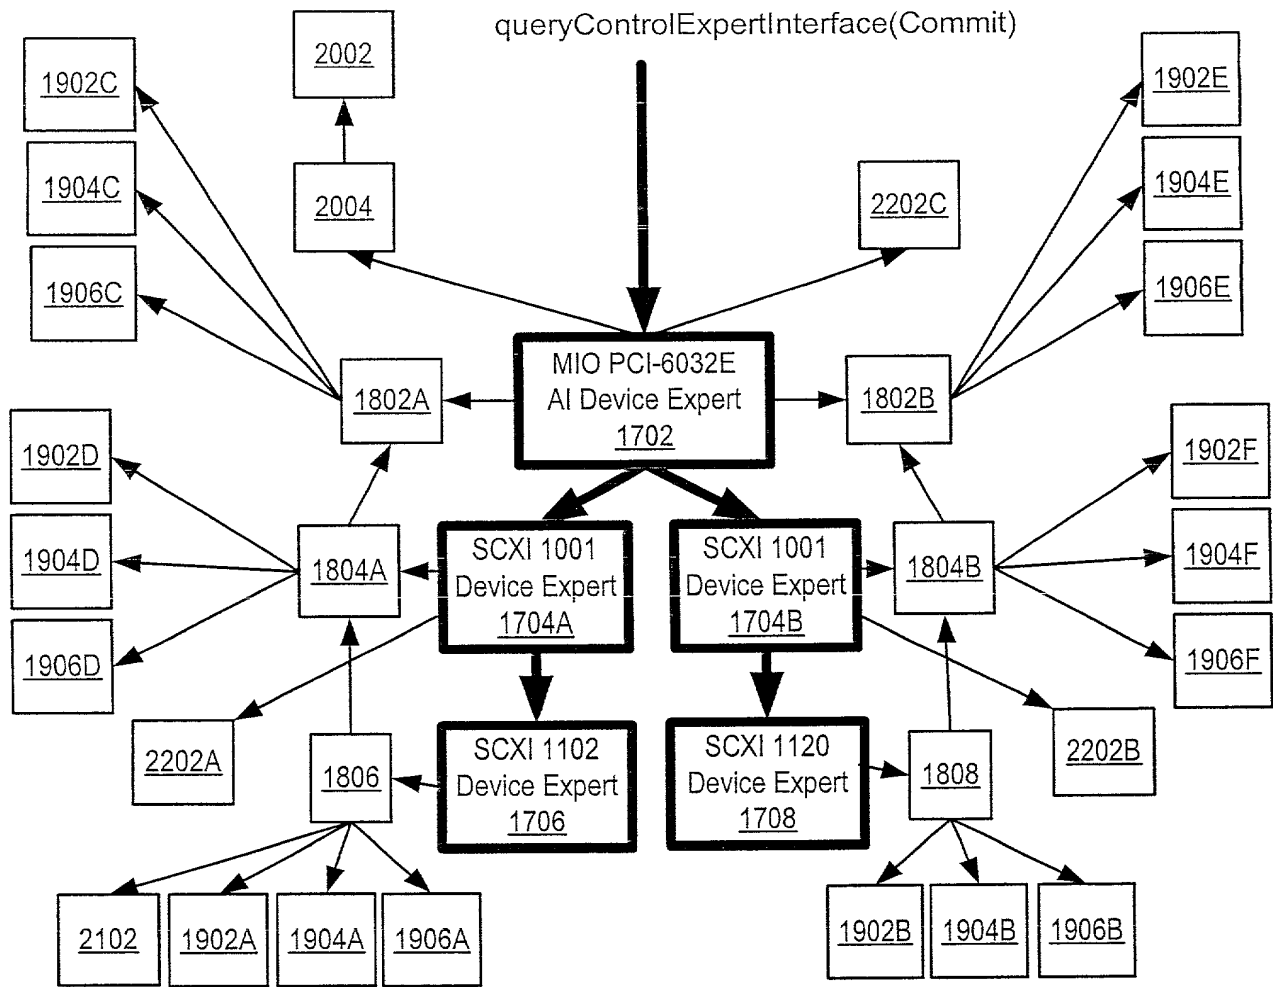 queryControlExpertInterface(Commit)
1902C
2002
1902E
1904C
2004
2202C
1904E
1906C
1906E
MIO PCI-6032E
AI Device Expert
1702
1802A
1802B
1902D
1902F
1904D
1804A
SCXI 1001
Device Expert
1704A
SCXI 1001
Device Expert
1704B
1804B
1904F
1906D
1906F
2202A
1806
SCXI 1102
Device Expert
1706
SCXI 1120
Device Expert
1708
1808
2202B
2102
1902A
1904A
1906A
1902B
1904B
1906B